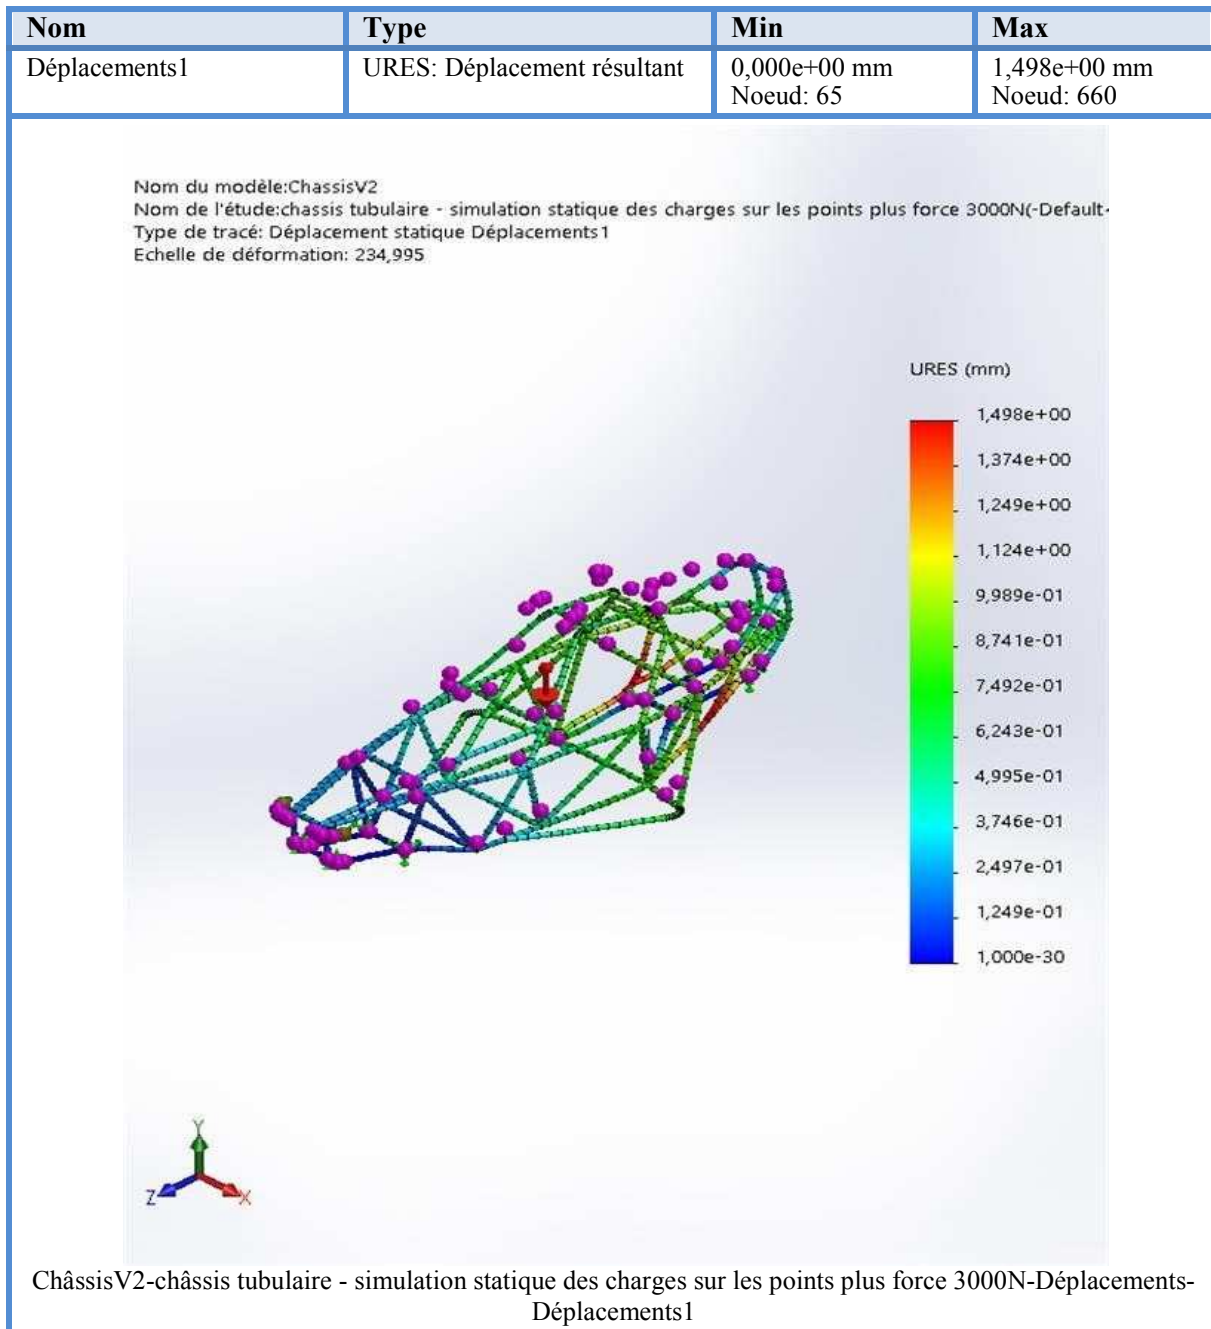 Nom Type Min Max
Déplacements1 URES: Déplacement résultant 0,000e+00 mm 1,498e+00 mm
Noeud: 65 Noeud: 660
Nom du modèle:ChassisV2
Nom de l'étude:chassis tubulaire - simulation statique des charges sur les points plus force 3000N(-Default-
Type de tracé: Déplacement statique Déplacements1
Echelle de déformation: 234,995
URES (mm)
1,498e+00
1,374e+00
1,249e+00
1,124e+00
9,989e-01
8,741e-01
7,492e-01
6,243e-01
4,995e-01
3,746e-01
2,497e-01
1,249e-01
1,000e-30
Y
Z X
ChâssisV2-châssis tubulaire - simulation statique des charges sur les points plus force 3000N-Déplacements-
Déplacements1